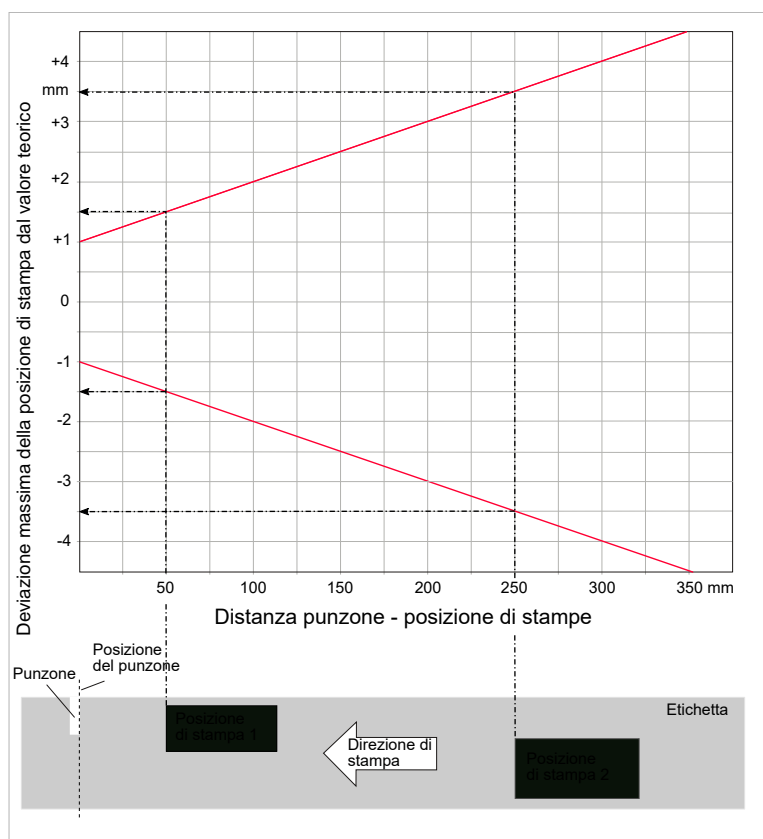 Deviazione massima della posizione di stampa dal valore teorico
+4
mm
+3
+2
+1
0
-1
-2
-3
-4
50
100
150
200
250
300
350 mm
Distanza punzone - posizione di stampe
Posizione
del punzone
Punzone
Etichetta
Posizione
di stampa 1
Direzione di
stampa
Posizione
di stampa 2